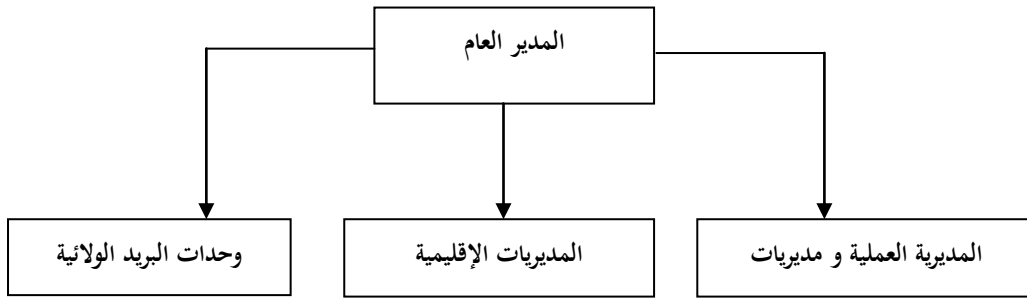 المدير العام
المديرية العملية و مديريات
المديريات الإقليمية
وحدات البريد الولائية